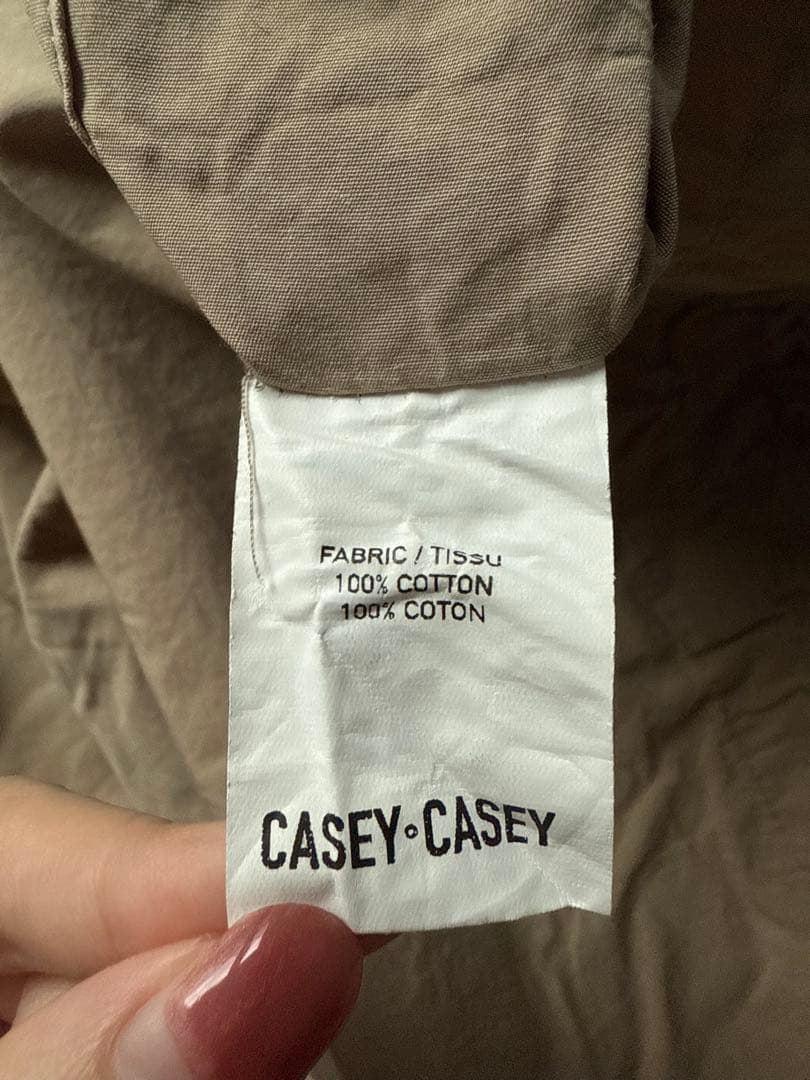 FABRIC / TISSU
100% COTTON
100% COTON
CASEY°CASEY